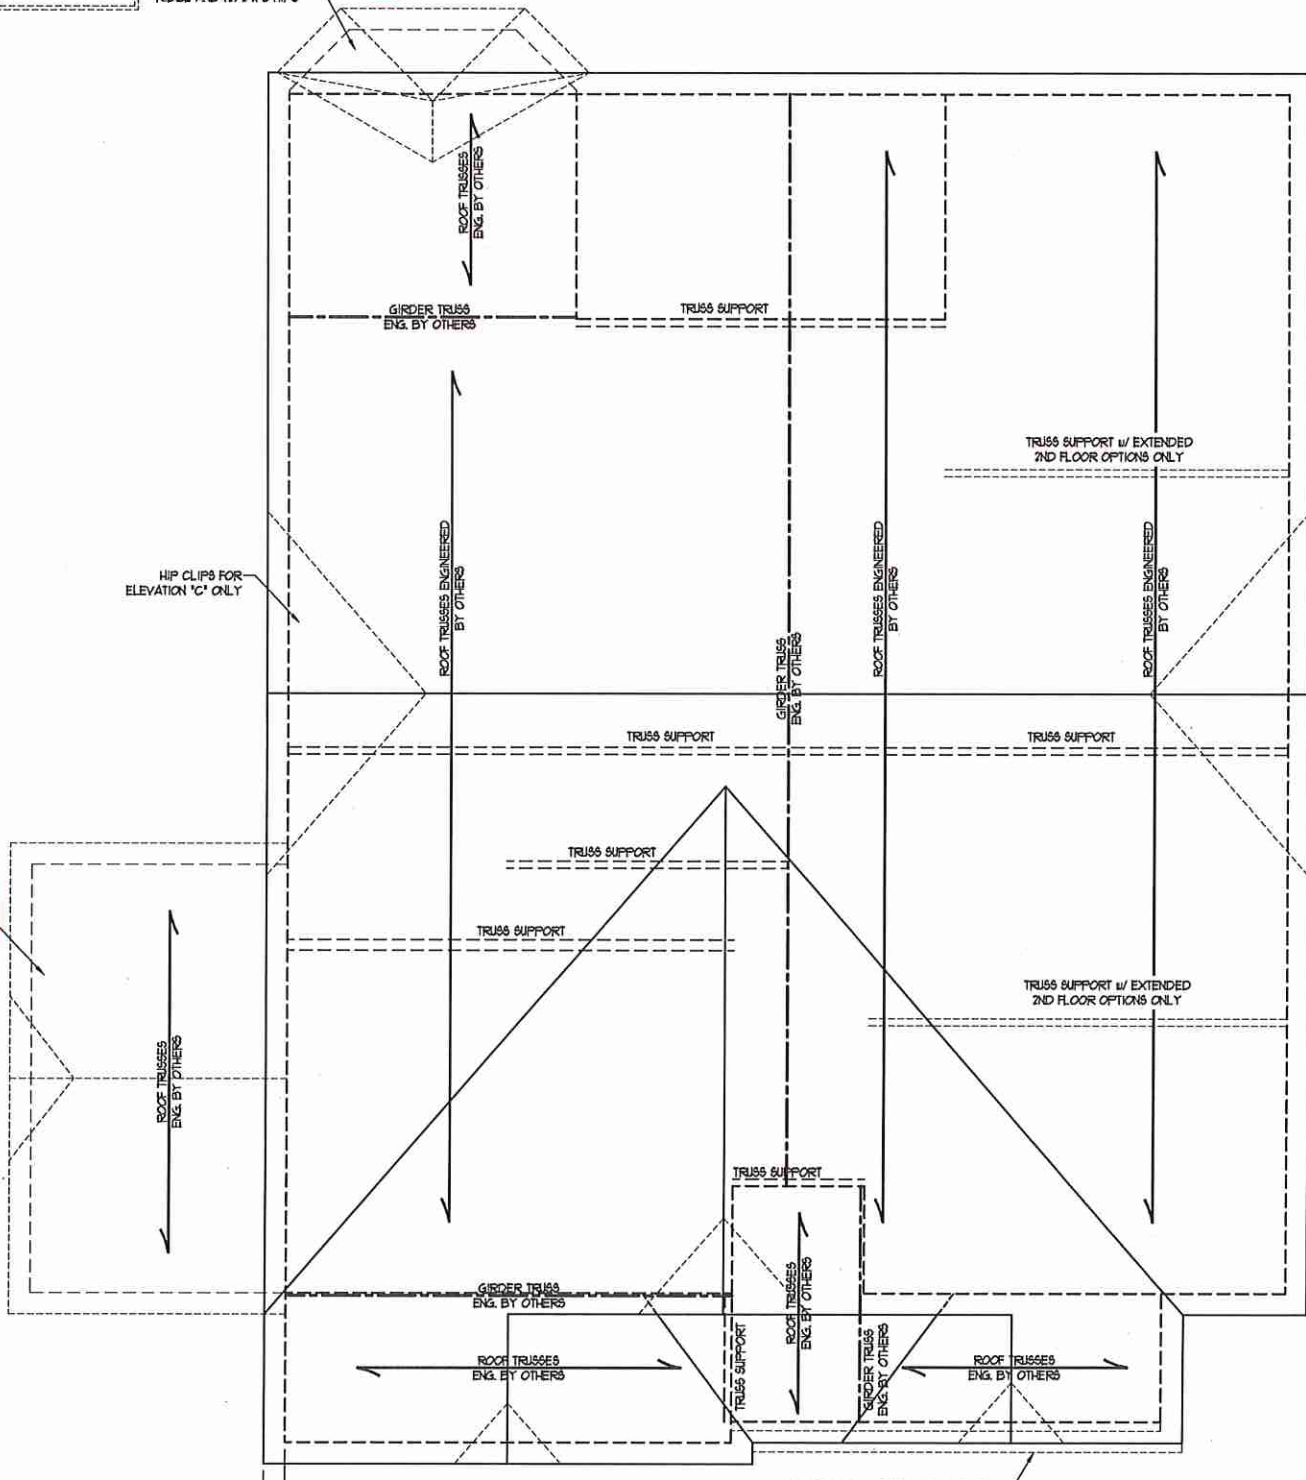 ROOF TRUSSES
ENG. BY OTHERS
GIRDER TRUSS
ENG. BY OTHERS
TRUSS SUPPORT
TRUSS SUPPORT W/ EXTENDED
2ND FLOOR OPTIONS ONLY
HIP CLIPS FOR
ELEVATION "C" ONLY
ROOF TRUSSES ENGINEERED
BY OTHERS
ROOF TRUSSES ENGINEERED
BY OTHERS
ROOF TRUSSES ENGINEERED
BY OTHERS
GIRDER TRUSS
ENG. BY OTHERS
TRUSS SUPPORT
TRUSS SUPPORT
TRUSS SUPPORT
TRUSS SUPPORT
TRUSS SUPPORT W/ EXTENDED
2ND FLOOR OPTIONS ONLY
ROOF TRUSSES
ENG. BY OTHERS
TRUSS SUPPORT
GIRDER TRUSS
ENG. BY OTHERS
ROOF TRUSSES
ENG. BY OTHERS
ROOF TRUSSES
ENG. BY OTHERS
TRUSS SUPPORT
GIRDER TRUSS
ENG. BY OTHERS
ROOF TRUSSES
ENG. BY OTHERS